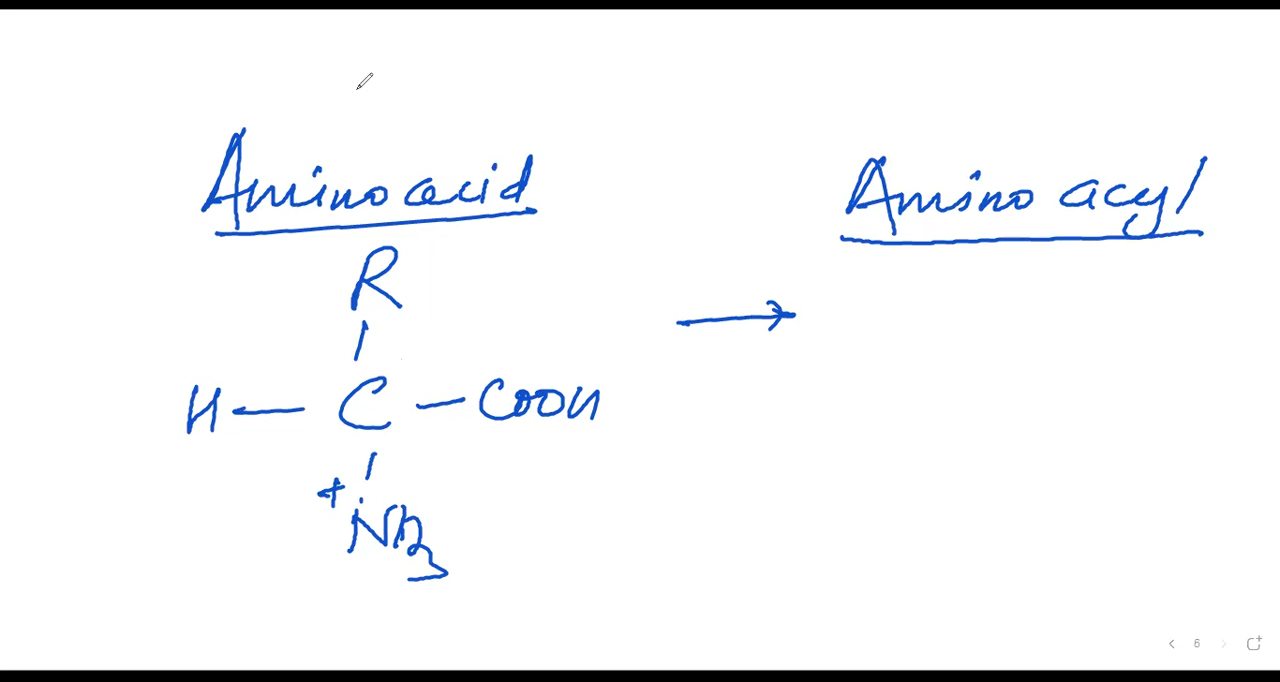 Amino acid
Amino acyl
R
H — C — COOH
+
NH3
6